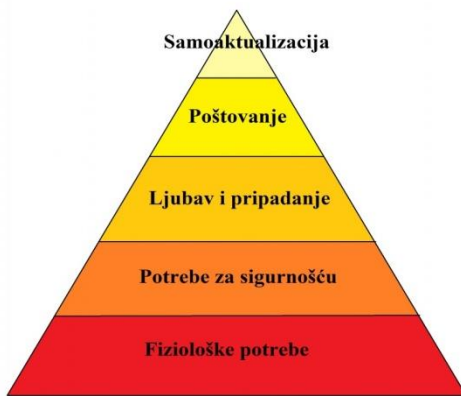 Samoaktualizacija
Poštovanje
Ljubav i pripadanje
Potrebe za sigurnošću
Fiziološke potrebe